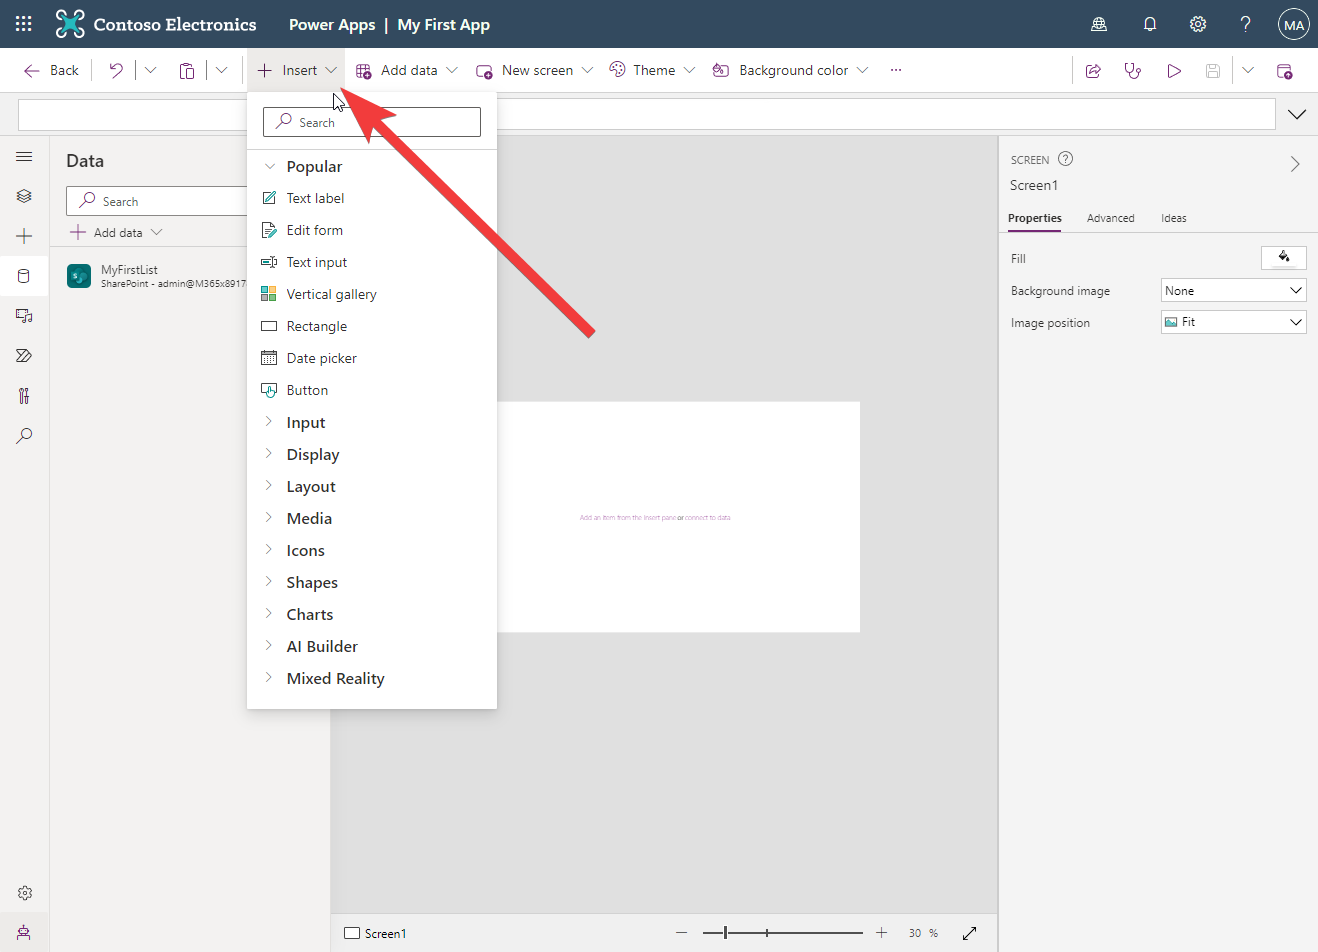 Contoso Electronics Power Apps | My First App MA
Back Insert Add data New screen Theme Background color ...
Search
Data
Search
Add data
MyFirstList
SharePoint - admin@M365x8917
Popular
Text label
Edit form
Text input
Vertical gallery
Rectangle
Date picker
Button
Input
Display
Layout
Media
Icons
Shapes
Charts
AI Builder
Mixed Reality
Add an item from the Insert pane or connect to data
SCREEN
Screen1
Properties Advanced Ideas
Fill
Background image None
Image position Fit
Screen1 30 %